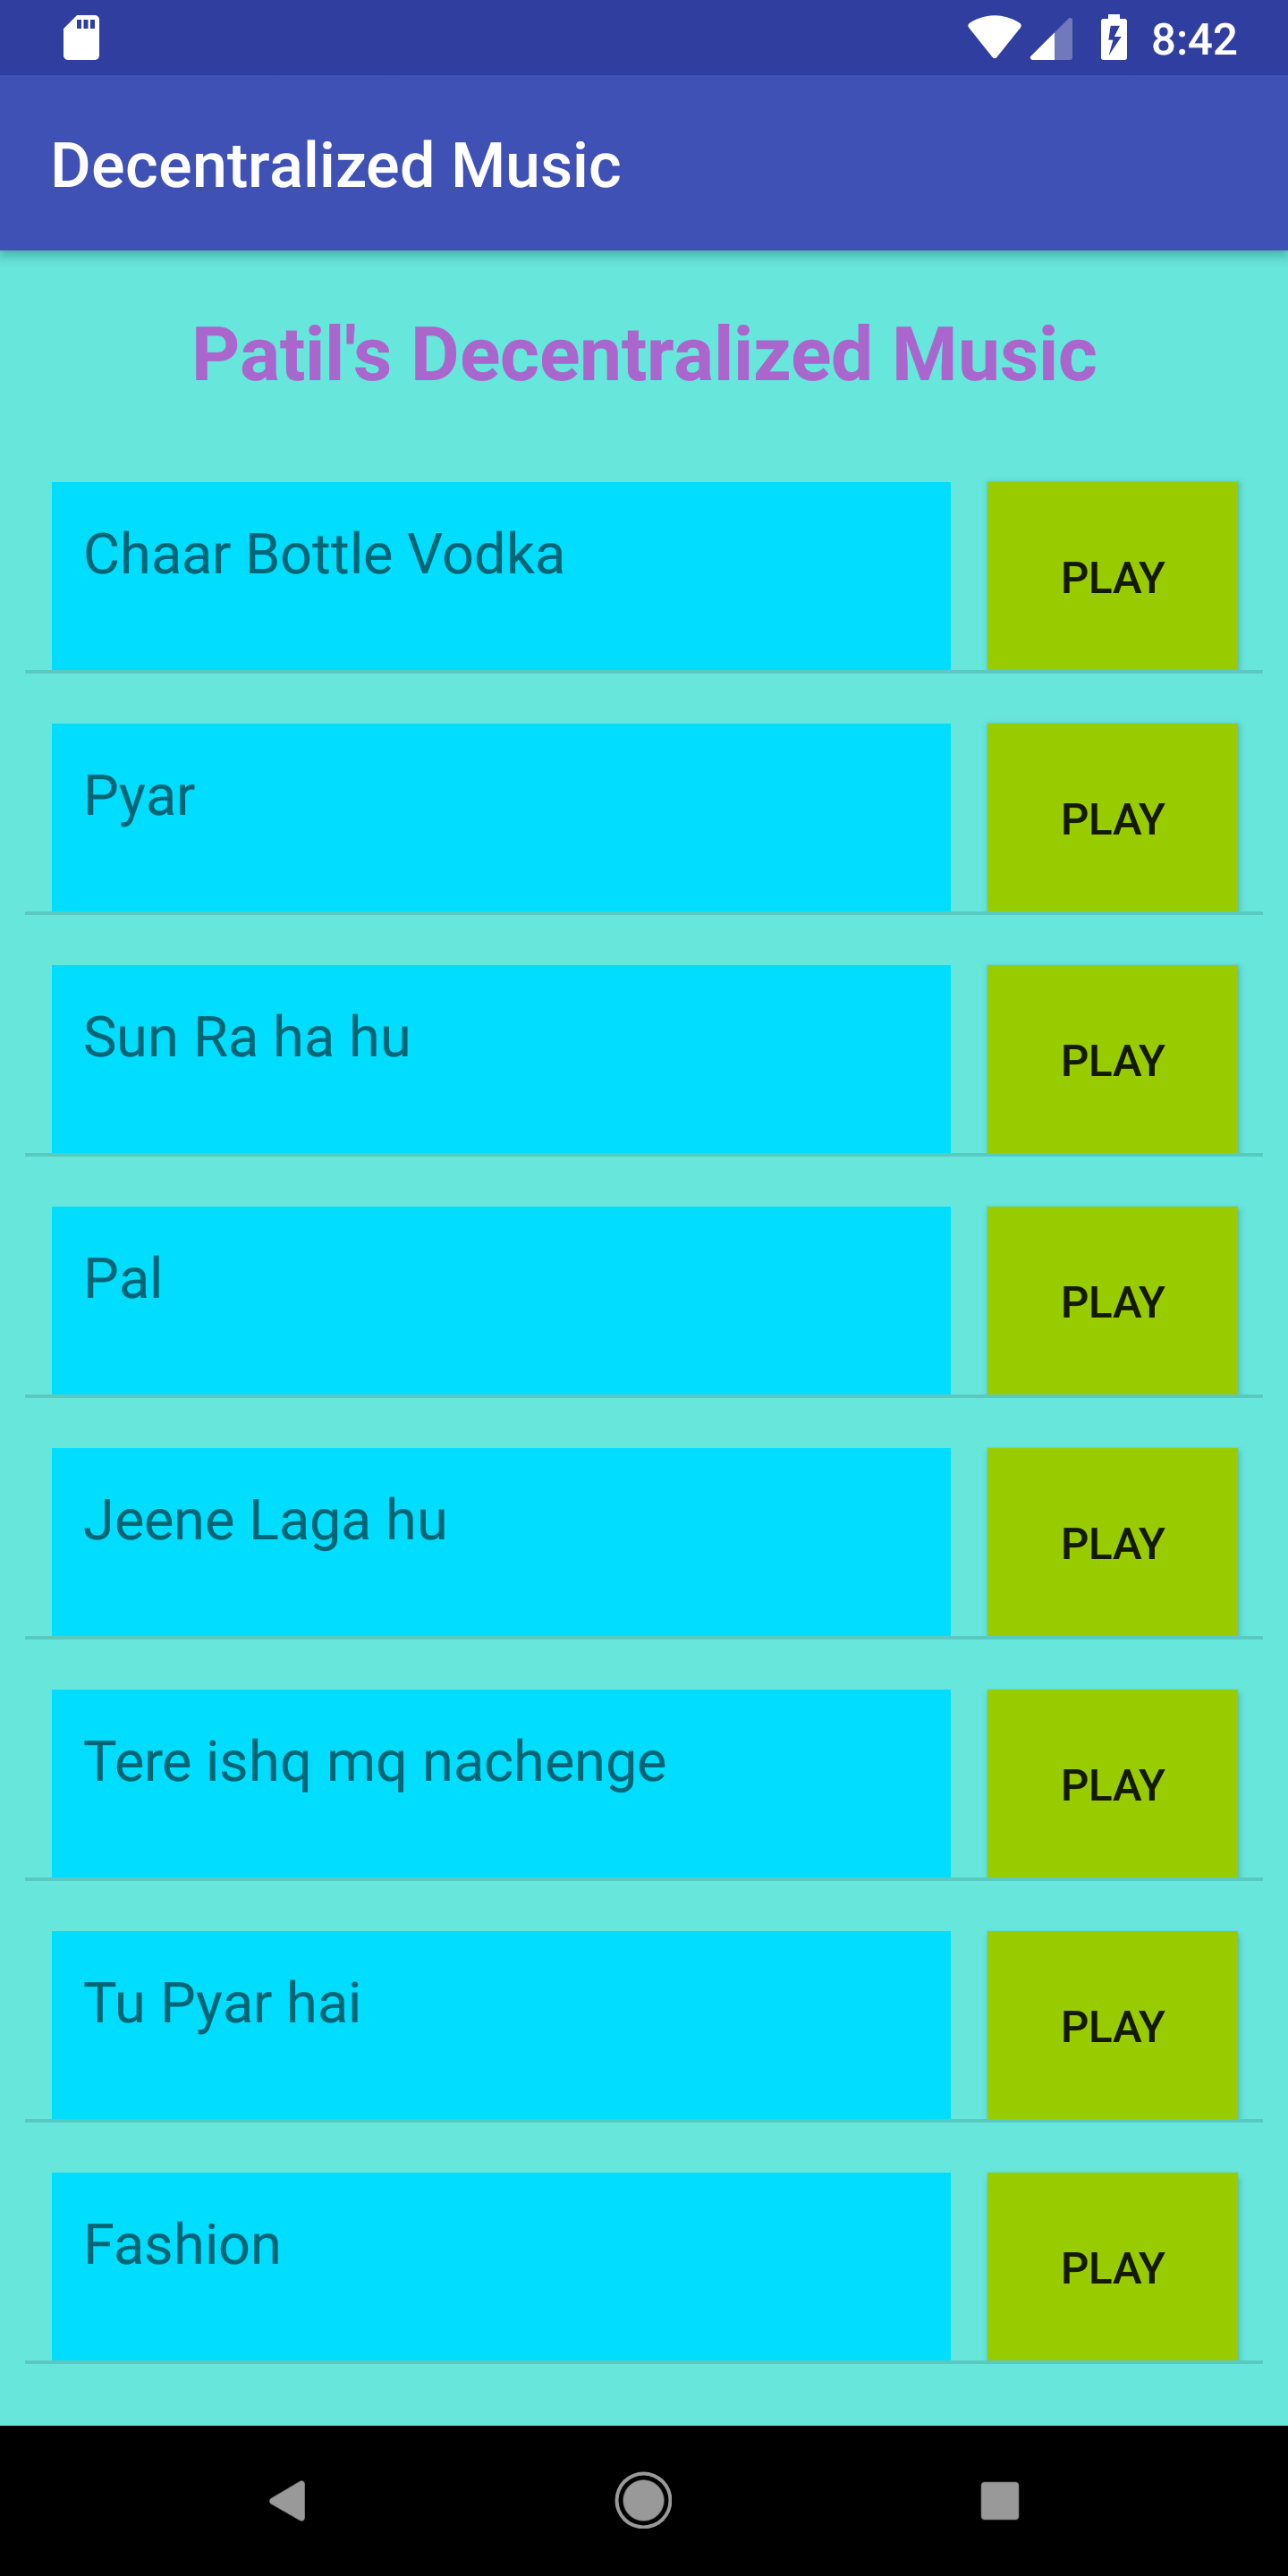 8:42
Decentralized Music
Patil's Decentralized Music
Chaar Bottle Vodka
PLAY
Pyar
PLAY
Sun Ra ha hu
PLAY
Pal
PLAY
Jeene Laga hu
PLAY
Tere ishq mq nachenge
PLAY
Tu Pyar hai
PLAY
Fashion
PLAY